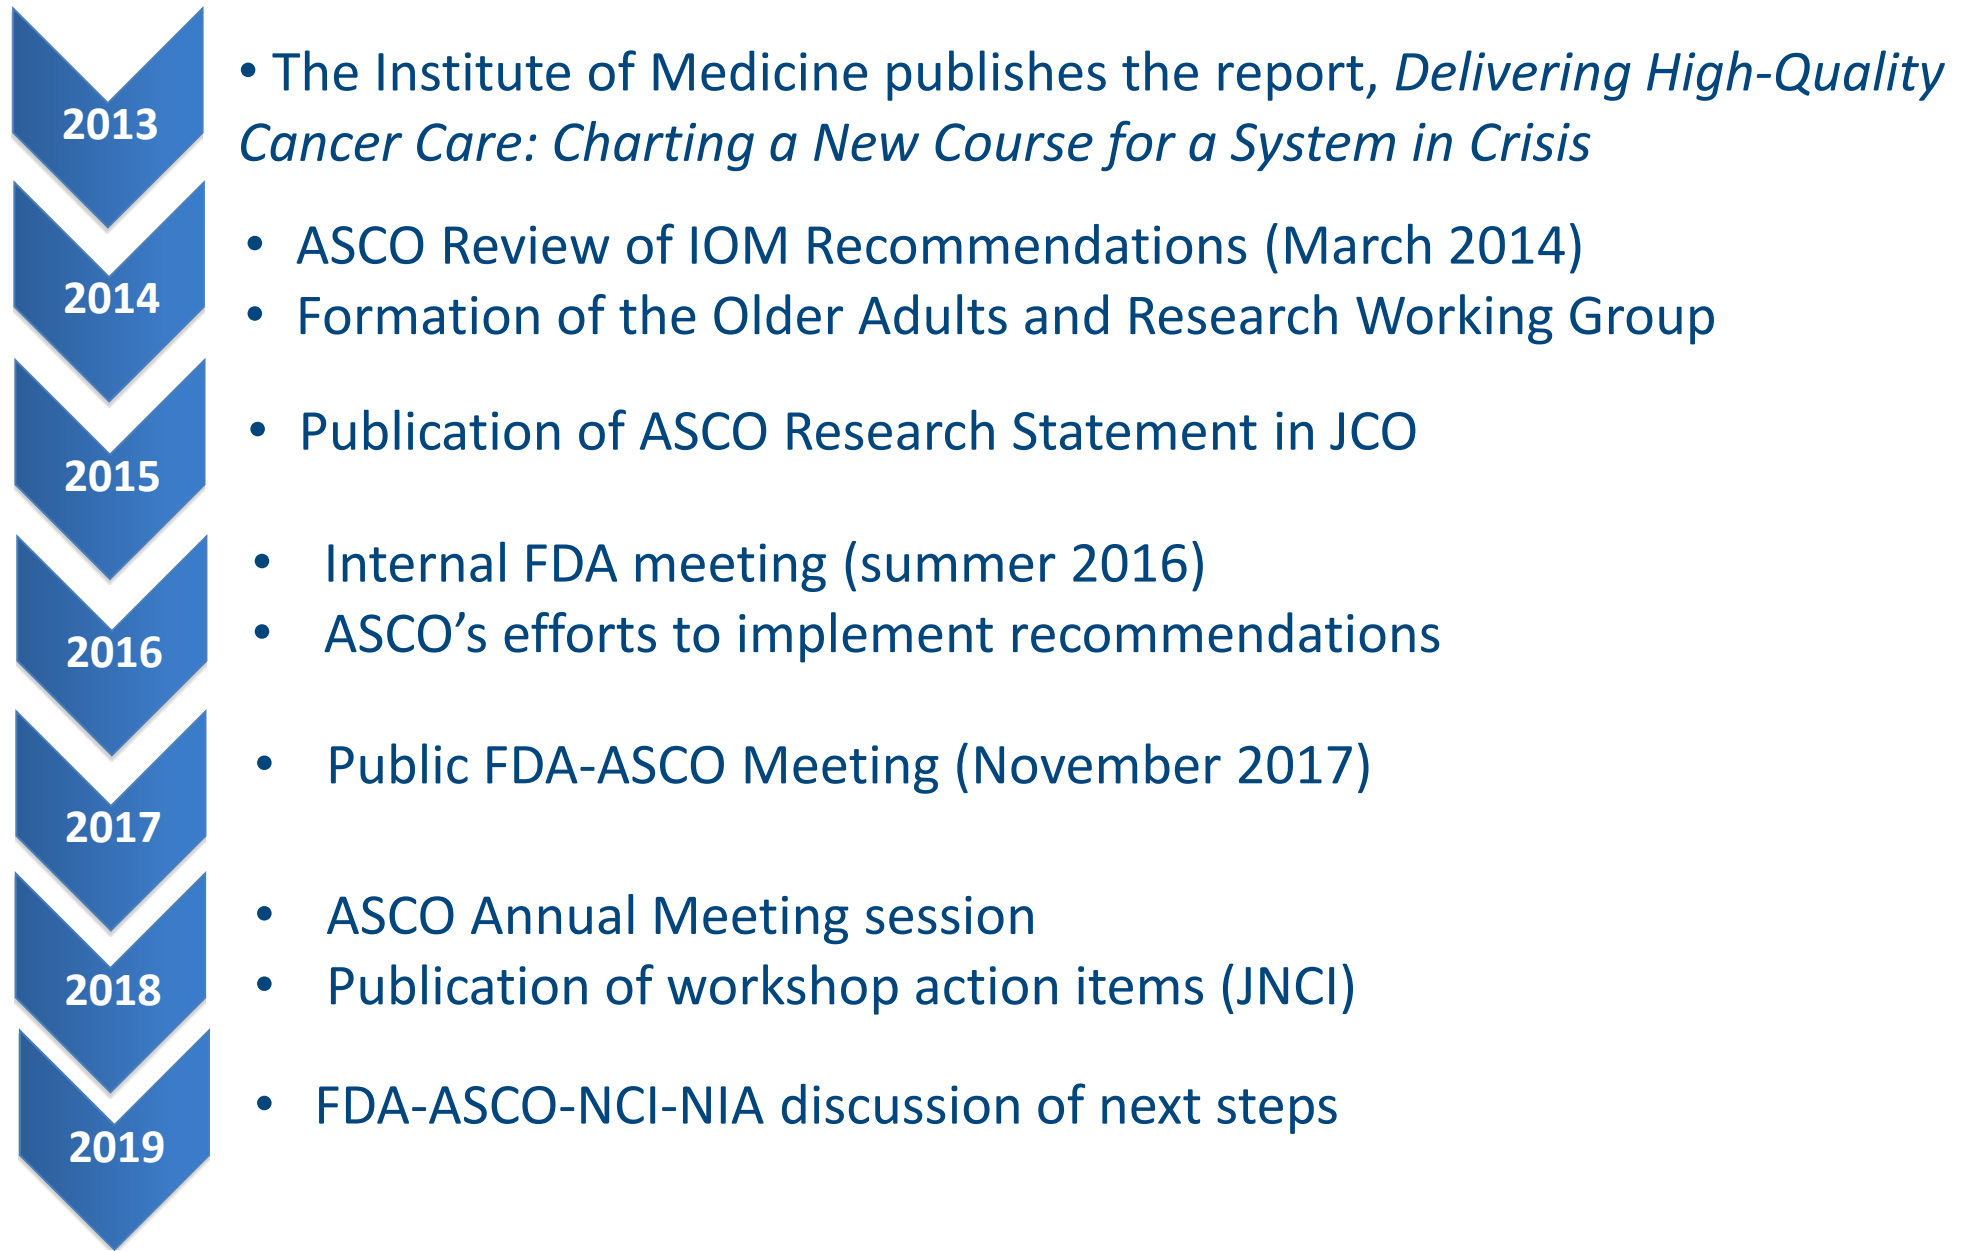 2013
• The Institute of Medicine publishes the report, Delivering High-Quality
Cancer Care: Charting a New Course for a System in Crisis
2014
• ASCO Review of IOM Recommendations (March 2014)
• Formation of the Older Adults and Research Working Group
2015
• Publication of ASCO Research Statement in JCO
2016
• Internal FDA meeting (summer 2016)
• ASCO’s efforts to implement recommendations
2017
• Public FDA-ASCO Meeting (November 2017)
2018
• ASCO Annual Meeting session
• Publication of workshop action items (JNCI)
2019
• FDA-ASCO-NCI-NIA discussion of next steps